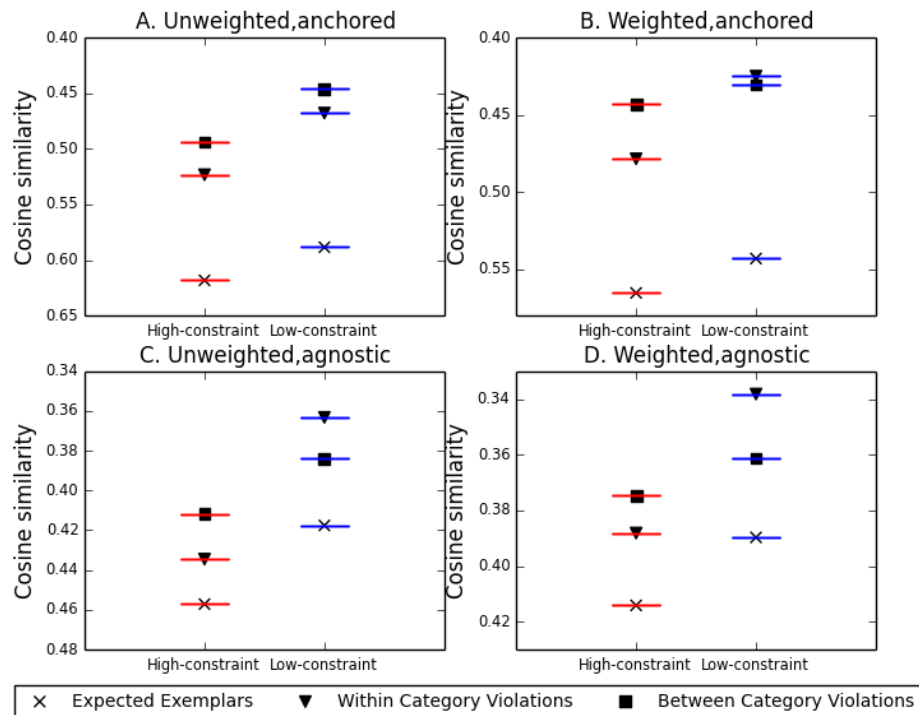 A. Unweighted,anchored
Cosine similarity
0.40
0.45
0.50
0.55
0.60
0.65
High-constraint Low-constraint
B. Weighted,anchored
Cosine similarity
0.40
0.45
0.50
0.55
High-constraint Low-constraint
C. Unweighted,agnostic
Cosine similarity
0.34
0.36
0.38
0.40
0.42
0.44
0.46
0.48
High-constraint Low-constraint
D. Weighted,agnostic
Cosine similarity
0.34
0.36
0.38
0.40
0.42
High-constraint Low-constraint
Expected Exemplars Within Category Violations Between Category Violations